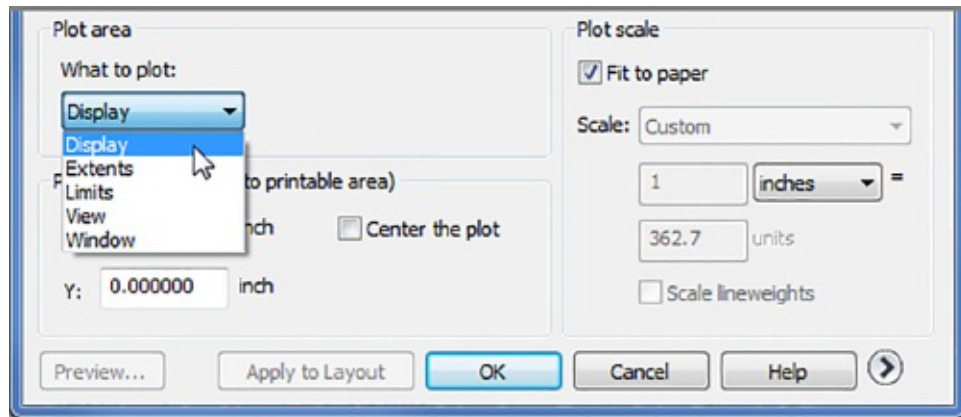 Plot area
What to plot:
Display
Display
Extents
Limits
View
Window
to printable area)
Center the plot
Y: 0.000000 inch
Plot scale
Fit to paper
Scale: Custom
1 inches =
362.7 units
Scale lineweights
Preview... Apply to Layout OK Cancel Help